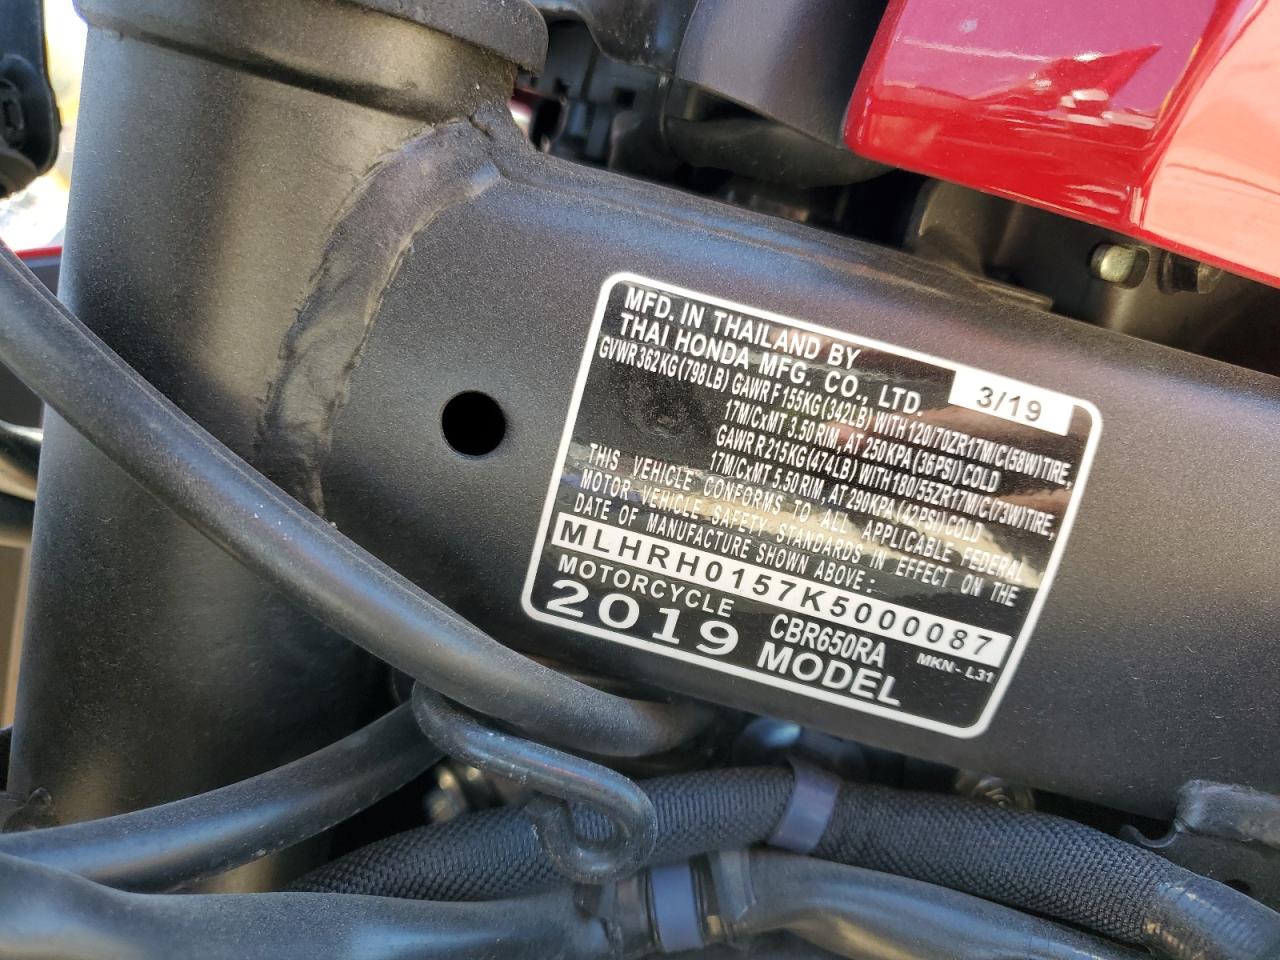 MFD. IN THAILAND BY
THAI HONDA MFG. CO., LTD.
3/19
GVWR 362KG (798LB) GAWR F 155KG (342LB) WITH 120/70ZR17M/C(58W)TIRE,
17M/CxMT 3.50 RIM, AT 250KPA (36PSI) COLD
GAWR R 215KG (474LB) WITH 180/55ZR17M/C(73W)TIRE,
17M/CxMT 5.50 RIM, AT 290KPA (42PSI) COLD
THIS VEHICLE CONFORMS TO ALL APPLICABLE FEDERAL
MOTOR VEHICLE SAFETY STANDARDS IN EFFECT ON THE
DATE OF MANUFACTURE SHOWN ABOVE:
MLHRH0157K5000087
MOTORCYCLE CBR650RA MKN-L31
2019 MODEL